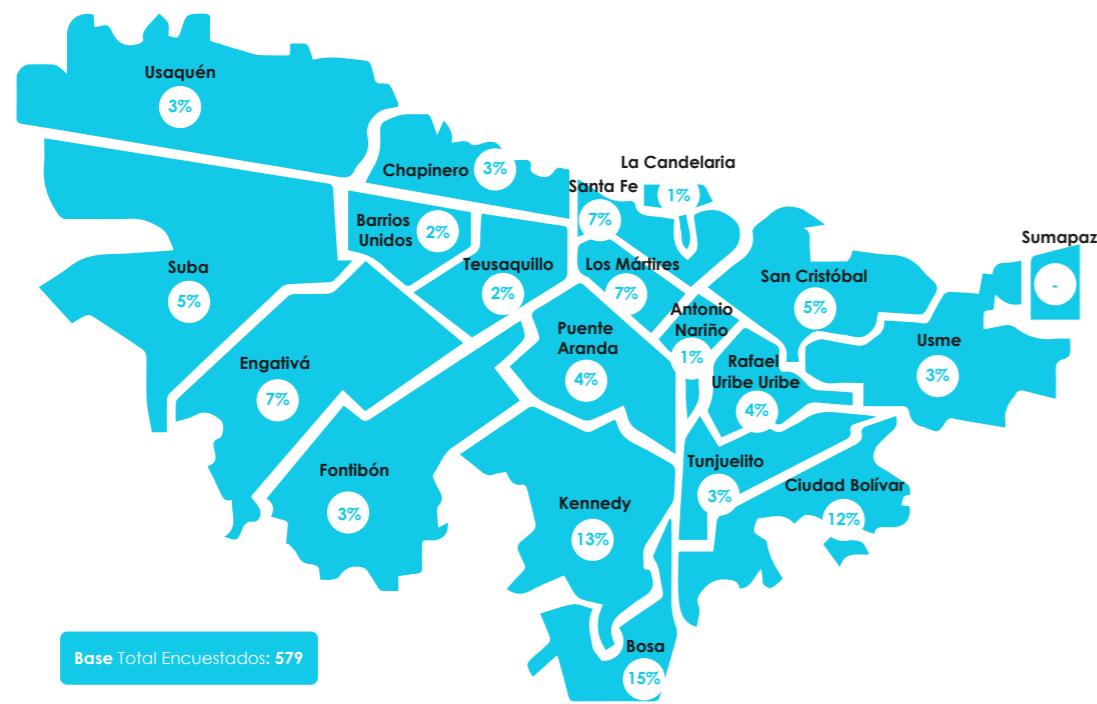 Usaquén
3%
Chapinero
3%
La Candelaria
1%
Santa Fe
7%
Barrios
Unidos
2%
Sumapaz
-
Suba
5%
Teusaquillo
2%
Los Mártires
7%
San Cristóbal
5%
Antonio
Nariño
1%
Puente
Aranda
4%
Usme
3%
Engativá
7%
Rafael
Uribe Uribe
4%
Fontibón
3%
Tunjuelito
3%
Ciudad Bolívar
12%
Kennedy
13%
Bosa
15%
Base Total Encuestados: 579